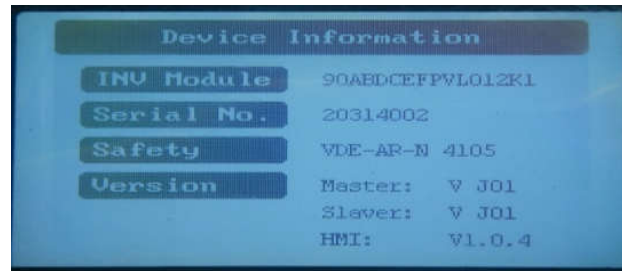 Device Information
INV Module 90ABDCEFPVL012K1
Serial No. 20314002
Safety VDE-AR-N 4105
Version Master: V J01
Slaver: V J01
HMI: V1.0.4